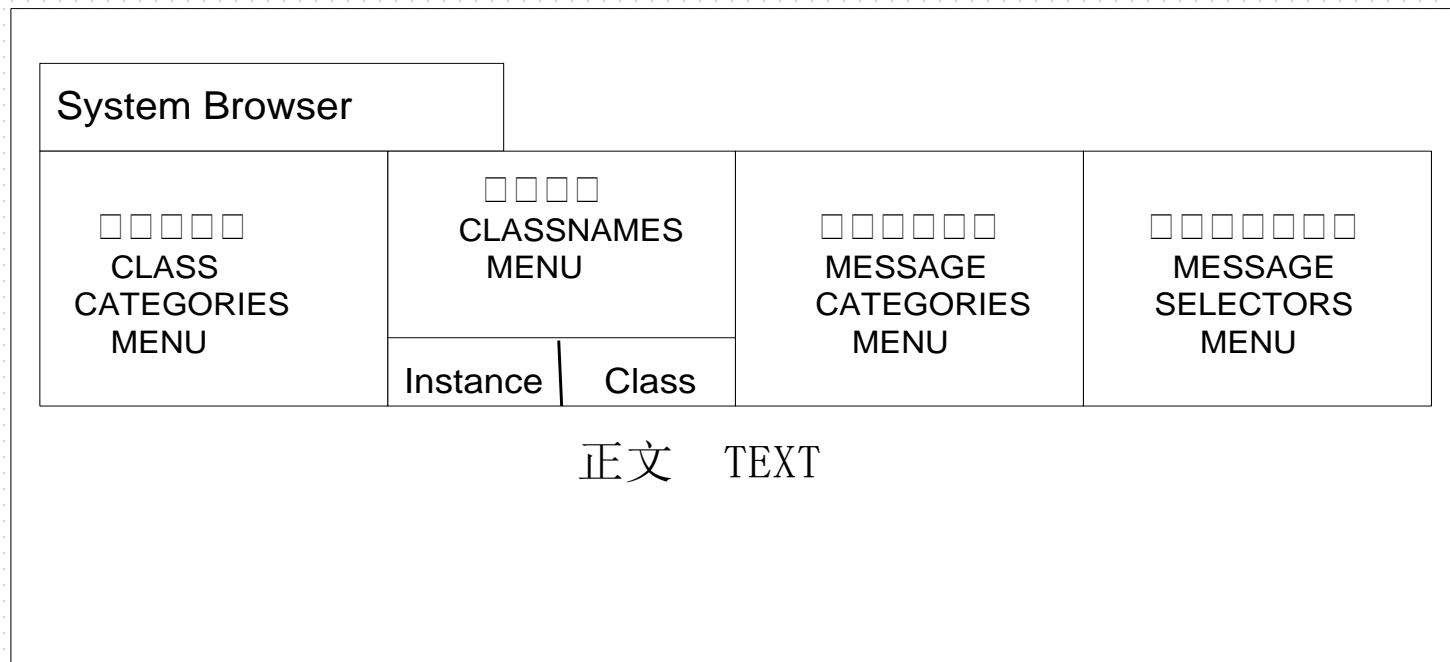 System Browser
CLASS
CATEGORIES
MENU
CLASSNAMES
MENU
Instance
Class
MESSAGE
CATEGORIES
MENU
MESSAGE
SELECTORS
MENU
正文 TEXT